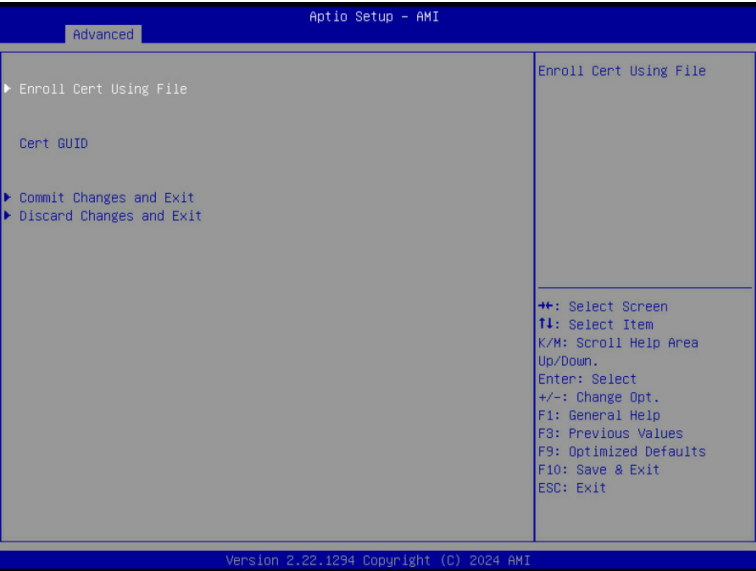 Aptio Setup – AMI
Advanced
Enroll Cert Using File
Cert GUID
Commit Changes and Exit
Discard Changes and Exit
Enroll Cert Using File
→←: Select Screen
↑↓: Select Item
K/M: Scroll Help Area
Up/Down.
Enter: Select
+/-: Change Opt.
F1: General Help
F3: Previous Values
F9: Optimized Defaults
F10: Save & Exit
ESC: Exit
Version 2.22.1294 Copyright (C) 2024 AMI